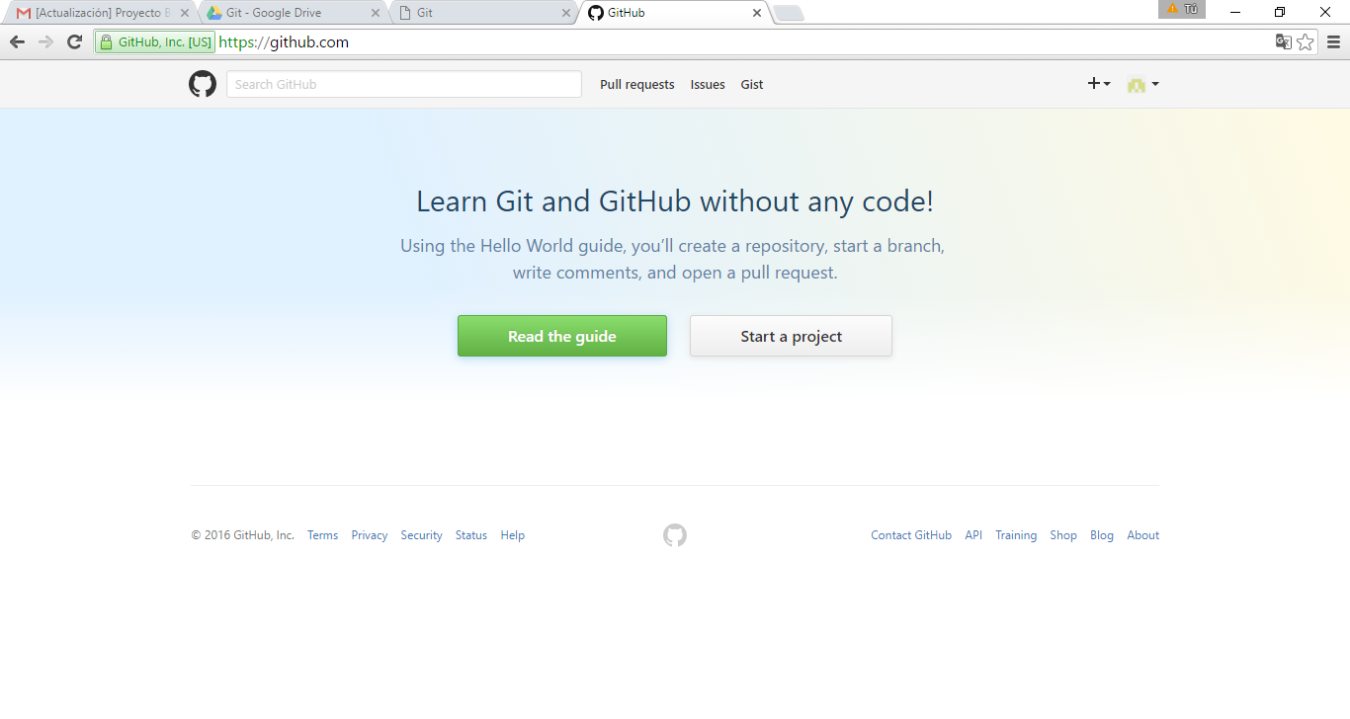 [Actualización] Proyecto
Git - Google Drive
Git
GitHub
Tú
GitHub, Inc. [US] https://github.com
Search GitHub
Pull requests
Issues
Gist
Learn Git and GitHub without any code!
Using the Hello World guide, you’ll create a repository, start a branch,
write comments, and open a pull request.
Read the guide
Start a project
© 2016 GitHub, Inc. Terms Privacy Security Status Help
Contact GitHub API Training Shop Blog About